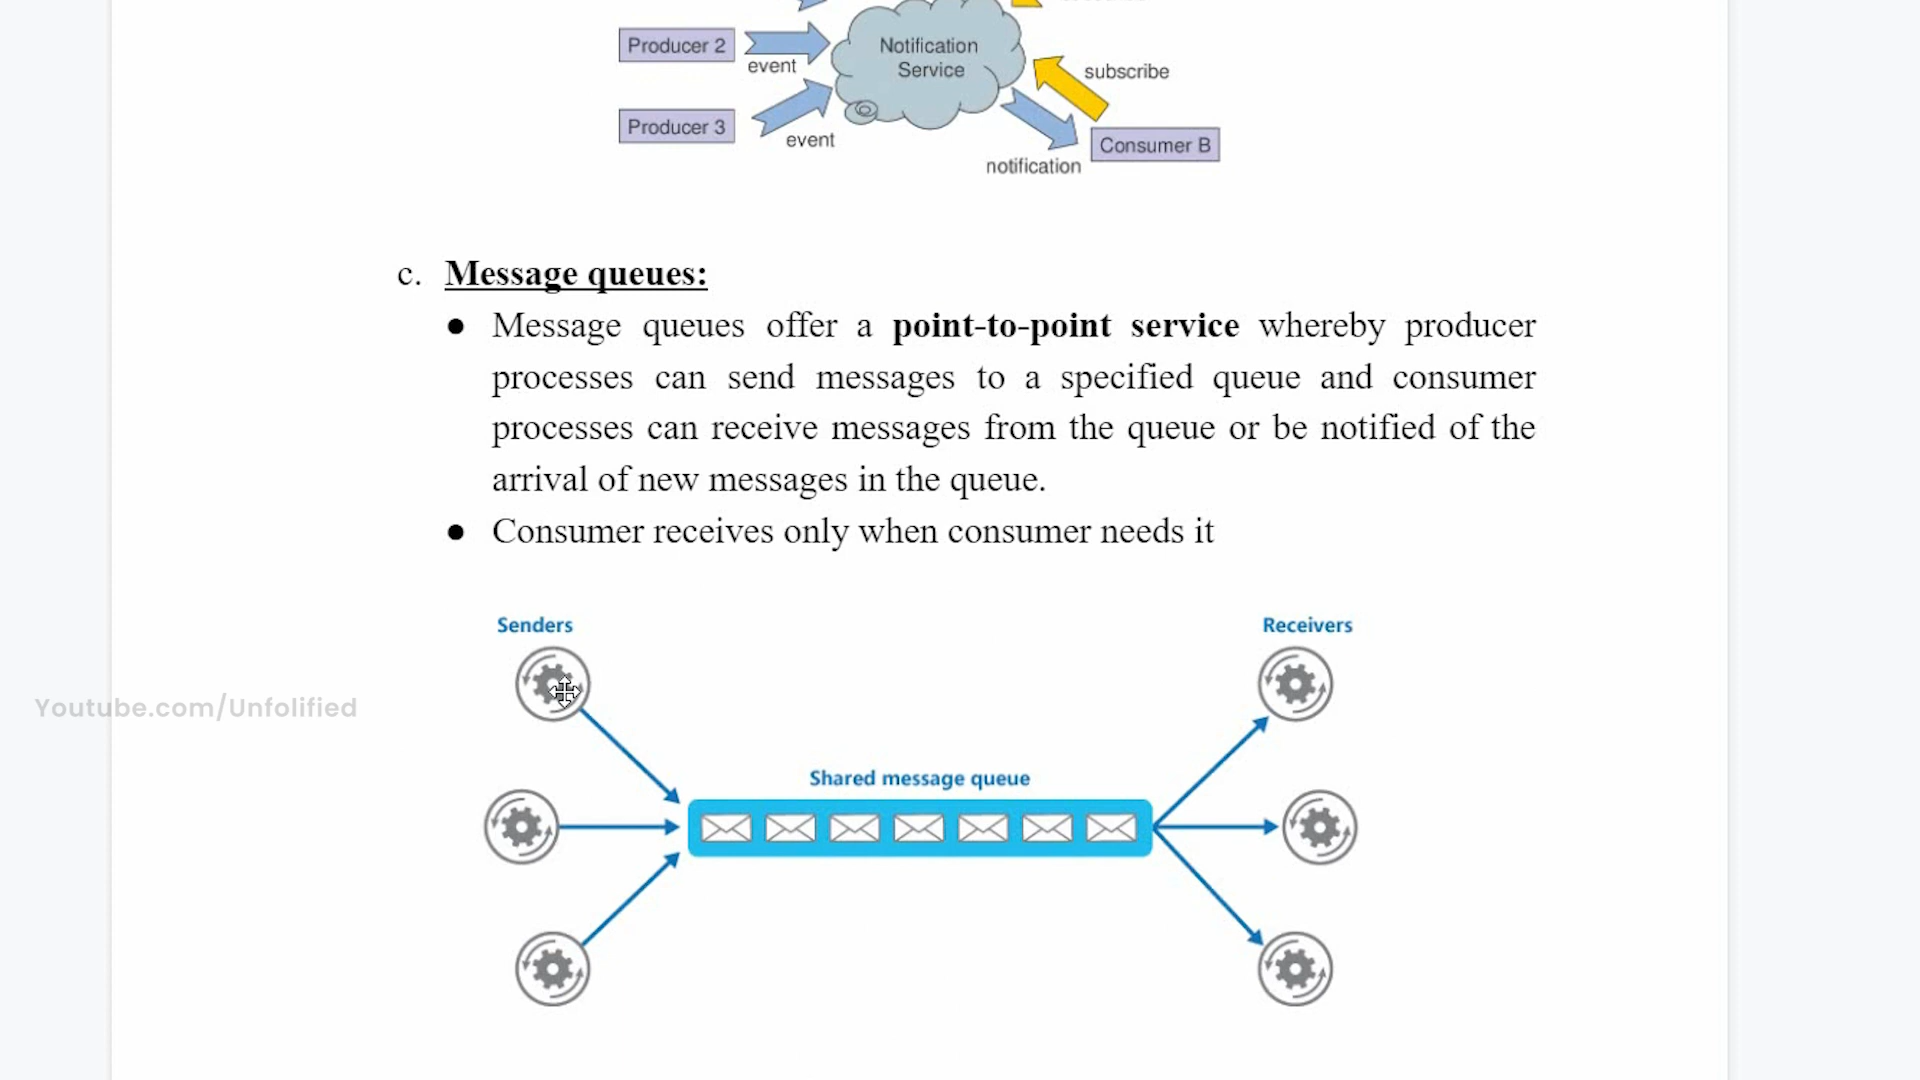 Notification
Service
Producer 2
event
subscribe
Producer 3
event
Consumer B
notification
c. Message queues:
● Message queues offer a point-to-point service whereby producer
processes can send messages to a specified queue and consumer
processes can receive messages from the queue or be notified of the
arrival of new messages in the queue.
● Consumer receives only when consumer needs it
Senders
Receivers
Youtube.com/Unfolified
Shared message queue